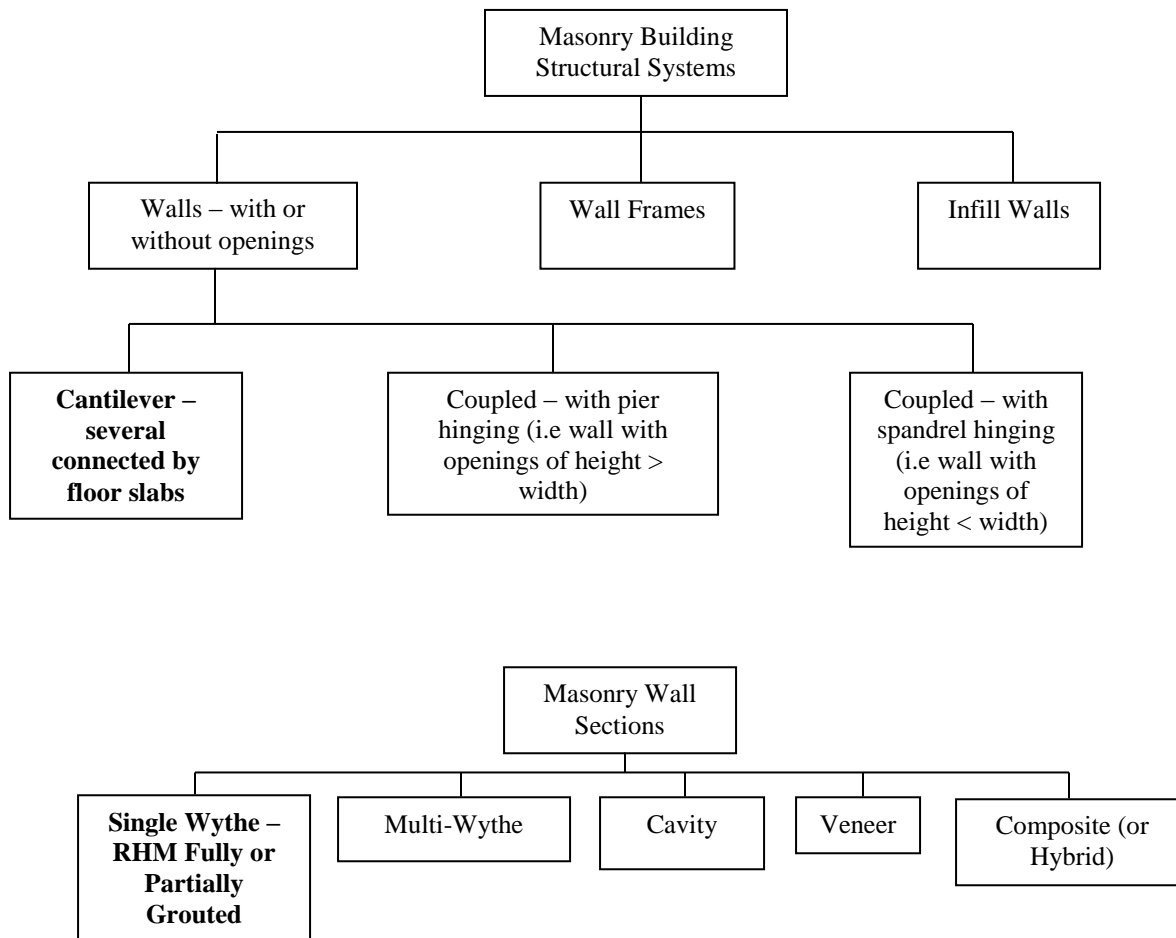 Masonry Building
Structural Systems
Walls – with or
without openings
Wall Frames
Infill Walls
Cantilever –
several
connected by
floor slabs
Coupled – with pier
hinging (i.e wall with
openings of height >
width)
Coupled – with
spandrel hinging
(i.e wall with
openings of
height < width)
Masonry Wall
Sections
Single Wythe –
RHM Fully or
Partially
Grouted
Multi-Wythe
Cavity
Veneer
Composite (or
Hybrid)